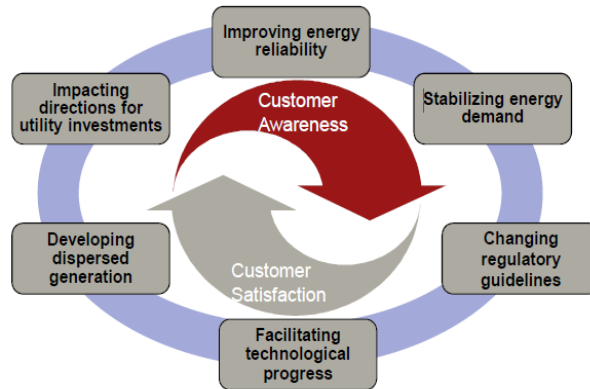 Improving energy
reliability
Impacting
directions for
utility investments
Customer
Awareness
Stabilizing energy
demand
Developing
dispersed
generation
Customer
Satisfaction
Changing
regulatory
guidelines
Facilitating
technological
progress